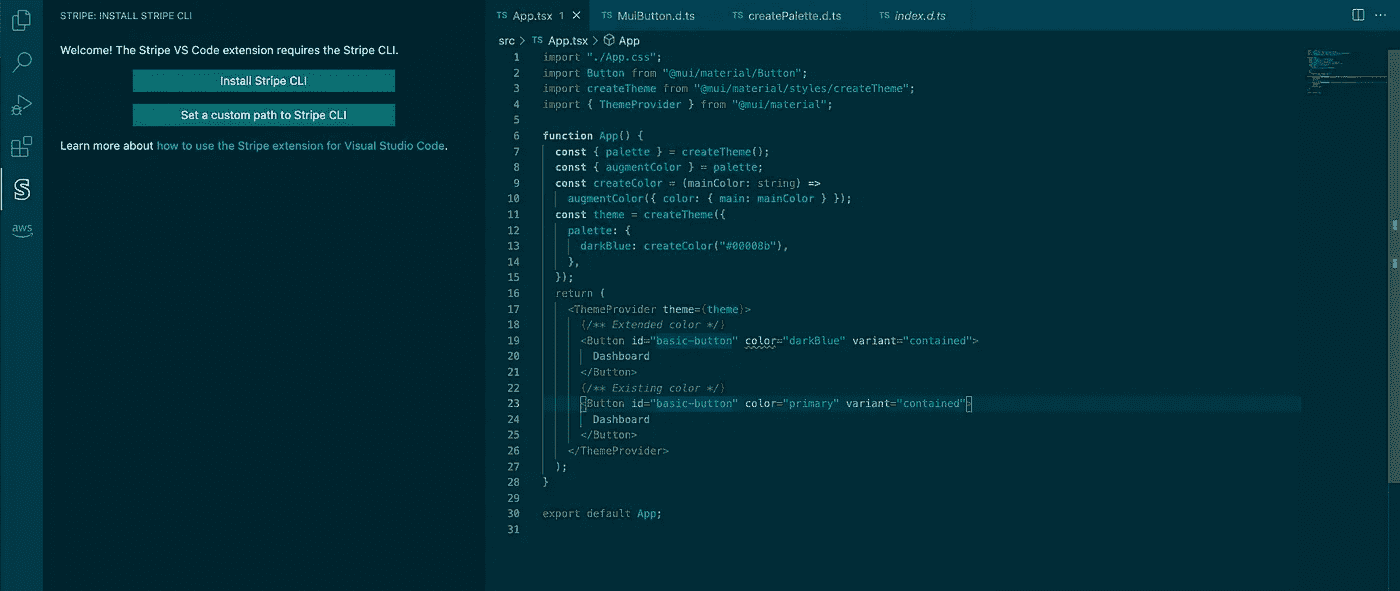 STRIPE: INSTALL STRIPE CLI
Welcome! The Stripe VS Code extension requires the Stripe CLI.
Install Stripe CLI
Set a custom path to Stripe CLI
Learn more about how to use the Stripe extension for Visual Studio Code.
aws
TS App.tsx 1 × TS MuiButton.d.ts TS createPalette.d.ts TS index.d.ts
src > TS App.tsx > App
1 import "./App.css";
2 import Button from "@mui/material/Button";
3 import createTheme from "@mui/material/styles/createTheme";
4 import { ThemeProvider } from "@mui/material";
5
6 function App() {
7 const { palette } = createTheme();
8 const { augmentColor } = palette;
9 const createColor = (mainColor: string) =>
10 augmentColor({ color: { main: mainColor } });
11 const theme = createTheme({
12 palette: {
13 darkBlue: createColor("#00008b"),
14 },
15 });
16 return (
17 <ThemeProvider theme={theme}>
18 {/** Extended color */}
19 <Button id="basic-button" color="darkBlue" variant="contained">
20 Dashboard
21 </Button>
22 {/** Existing color */}
23 <Button id="basic-button" color="primary" variant="contained">
24 Dashboard
25 </Button>
26 </ThemeProvider>
27 );
28 }
29
30 export default App;
31